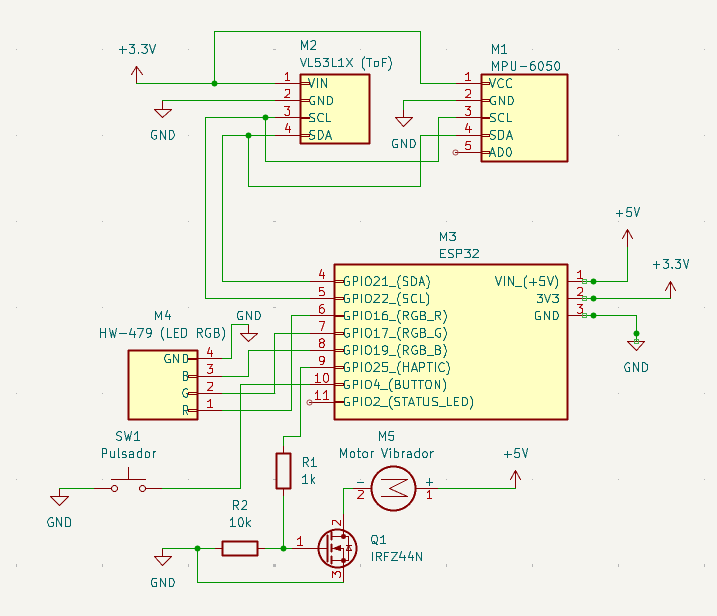 +3.3V
M2
VL53L1X (ToF)
1 VIN
2 GND
3 SCL
4 SDA
GND
M1
MPU-6050
1 VCC
2 GND
3 SCL
4 SDA
5 AD0
GND
M3
ESP32
4 GPIO21_(SDA)
5 GPIO22_(SCL)
6 GPIO16_(RGB_R)
7 GPIO17_(RGB_G)
8 GPIO19_(RGB_B)
9 GPIO25_(HAPTIC)
10 GPIO4_(BUTTON)
11 GPIO2_(STATUS_LED)
VIN_(+5V) 1
3V3 2
GND 3
+5V
+3.3V
GND
M4
HW-479 (LED RGB)
GND 4
B 3
G 2
R 1
GND
SW1
Pulsador
GND
R1
1k
R2
10k
GND
M5
Motor Vibrador
- +
2 1
+5V
Q1
IRFZ44N
1
2
3